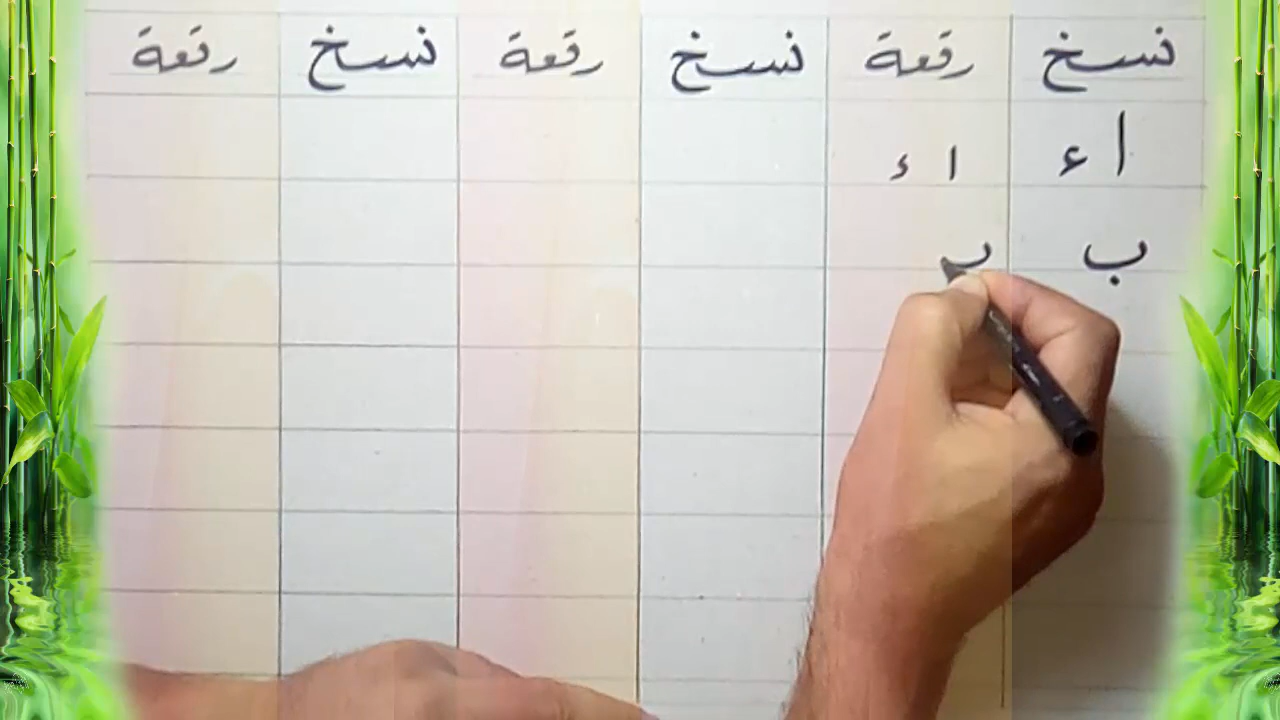 نسخ رقعة نسخ رقعة نسخ رقعة
ا ء ا ء
ب ب